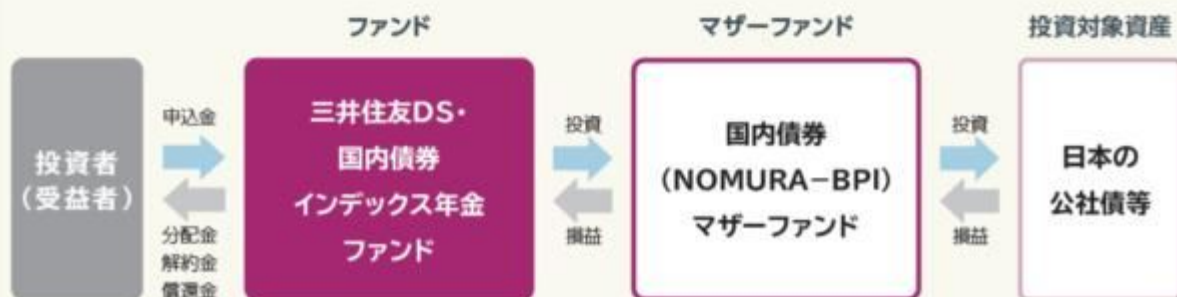 ファンド
マザーファンド
投資対象資産
投資者
(受益者)
申込金
分配金
解約金
償還金
三井住友DS・
国内債券
インデックス年金
ファンド
投資
損益
国内債券
(NOMURA－BPI)
マザーファンド
投資
損益
日本の
公社債等